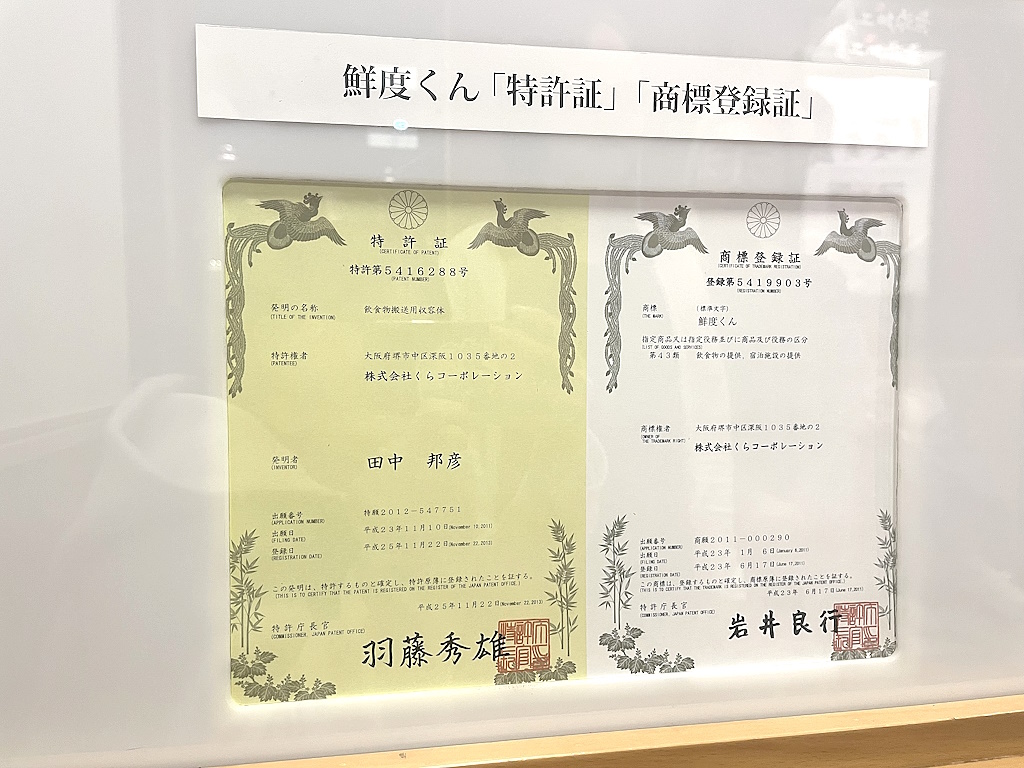 鮮度くん「特許証」「商標登録証」
特許証
(CERTIFICATE OF PATENT)
特許第5416288号
(PATENT NUMBER)
発明の名称
(TITLE OF THE INVENTION)
飲食物搬送用収容体
特許権者
(PATENTEE)
大阪府堺市中区深阪1035番地の2
株式会社くらコーポレーション
発明者
(INVENTOR)
田中 邦彦
出願番号
(APPLICATION NUMBER)
特願2012-547751
出願日
(FILING DATE)
平成23年11月10日(November 10,2011)
登録日
(REGISTRATION DATE)
平成25年11月22日(November 22,2013)
この発明は、特許するものと確定し、特許原簿に登録されたことを証する。
(THIS IS TO CERTIFY THAT THE PATENT IS REGISTERED ON THE REGISTER OF THE JAPAN PATENT OFFICE.)
平成25年11月22日(November 22,2013)
特許庁長官
(COMMISSIONER, JAPAN PATENT OFFICE)
羽藤秀雄
商標登録証
(CERTIFICATE OF TRADEMARK REGISTRATION)
登録第5419903号
(REGISTRATION NUMBER)
商標
(THE MARK)
(標準文字)
鮮度くん
指定商品又は指定役務並びに商品及び役務の区分
(LIST OF GOODS AND SERVICES)
第43類 飲食物の提供、宿泊施設の提供
商標権者
(OWNER OF THE TRADEMARK RIGHT)
大阪府堺市中区深阪1035番地の2
株式会社くらコーポレーション
出願番号
(APPLICATION NUMBER)
商願2011-000290
出願日
(FILING DATE)
平成23年 1月 6日(January 6,2011)
登録日
(REGISTRATION DATE)
平成23年 6月17日(June 17,2011)
この商標は、登録するものと確定し、商標原簿に登録されたことを証する。
(THIS IS TO CERTIFY THAT THE TRADEMARK IS REGISTERED ON THE REGISTER OF THE JAPAN PATENT OFFICE.)
平成23年 6月17日(June 17,2011)
特許庁長官
(COMMISSIONER, JAPAN PATENT OFFICE)
岩井良行